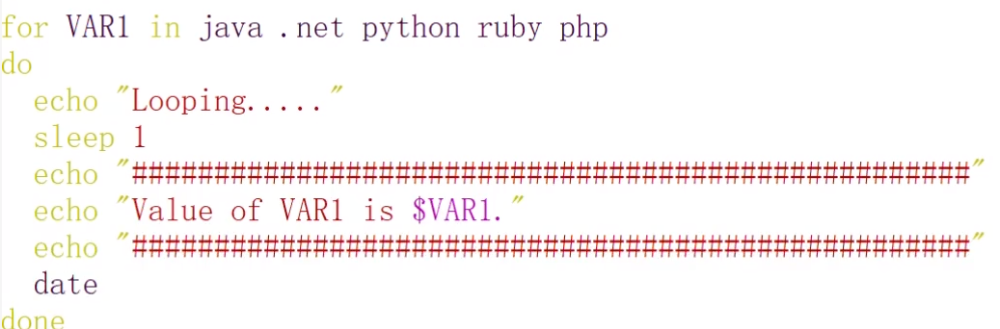 for VAR1 in java .net python ruby php
do
  echo "Looping....."
  sleep 1
  echo "###################################################"
  echo "Value of VAR1 is $VAR1."
  echo "###################################################"
  date
done